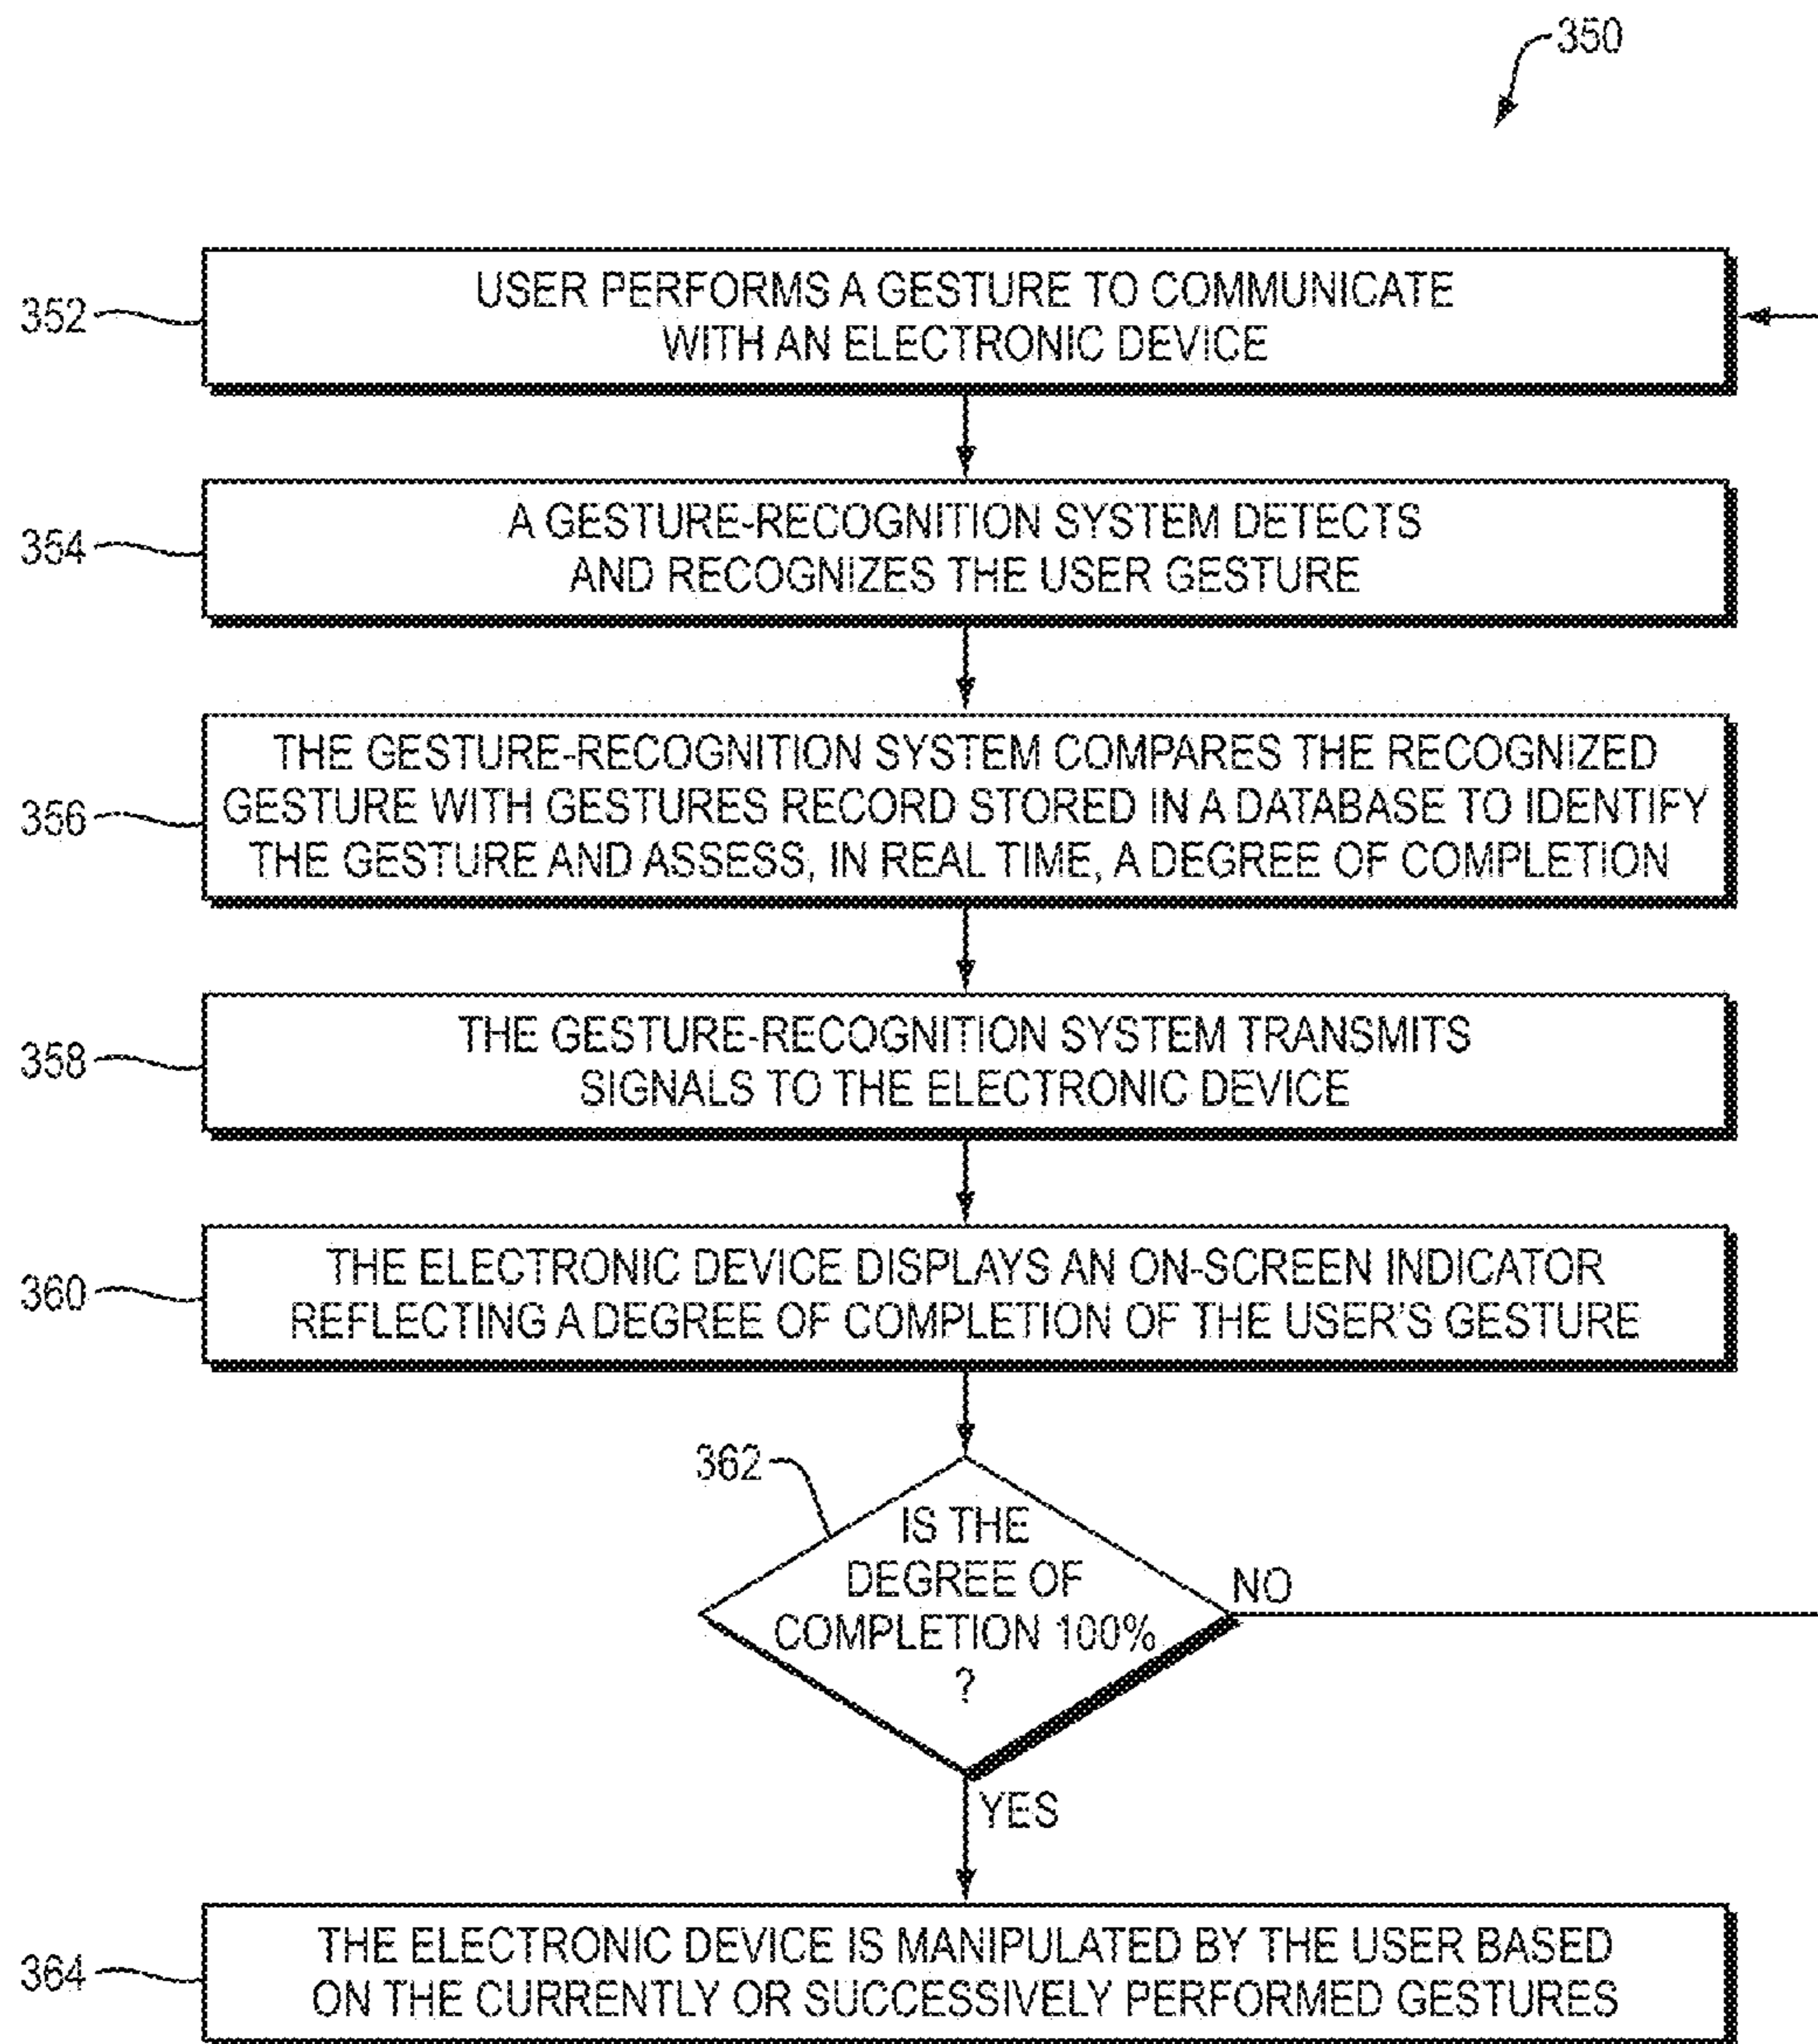 350
352
USER PERFORMS A GESTURE TO COMMUNICATE
WITH AN ELECTRONIC DEVICE
354
A GESTURE-RECOGNITION SYSTEM DETECTS
AND RECOGNIZES THE USER GESTURE
356
THE GESTURE-RECOGNITION SYSTEM COMPARES THE RECOGNIZED
GESTURE WITH GESTURES RECORD STORED IN A DATABASE TO IDENTIFY
THE GESTURE AND ASSESS, IN REAL TIME, A DEGREE OF COMPLETION
358
THE GESTURE-RECOGNITION SYSTEM TRANSMITS
SIGNALS TO THE ELECTRONIC DEVICE
360
THE ELECTRONIC DEVICE DISPLAYS AN ON-SCREEN INDICATOR
REFLECTING A DEGREE OF COMPLETION OF THE USER'S GESTURE
362
IS THE
DEGREE OF
COMPLETION 100%
?
NO
YES
364
THE ELECTRONIC DEVICE IS MANIPULATED BY THE USER BASED
ON THE CURRENTLY OR SUCCESSIVELY PERFORMED GESTURES